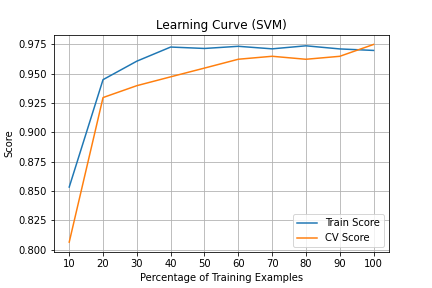 Learning Curve (SVM)
0.975
0.950
0.925
0.900
0.875
0.850
0.825
0.800
Score
10 20 30 40 50 60 70 80 90 100
Percentage of Training Examples
Train Score
CV Score